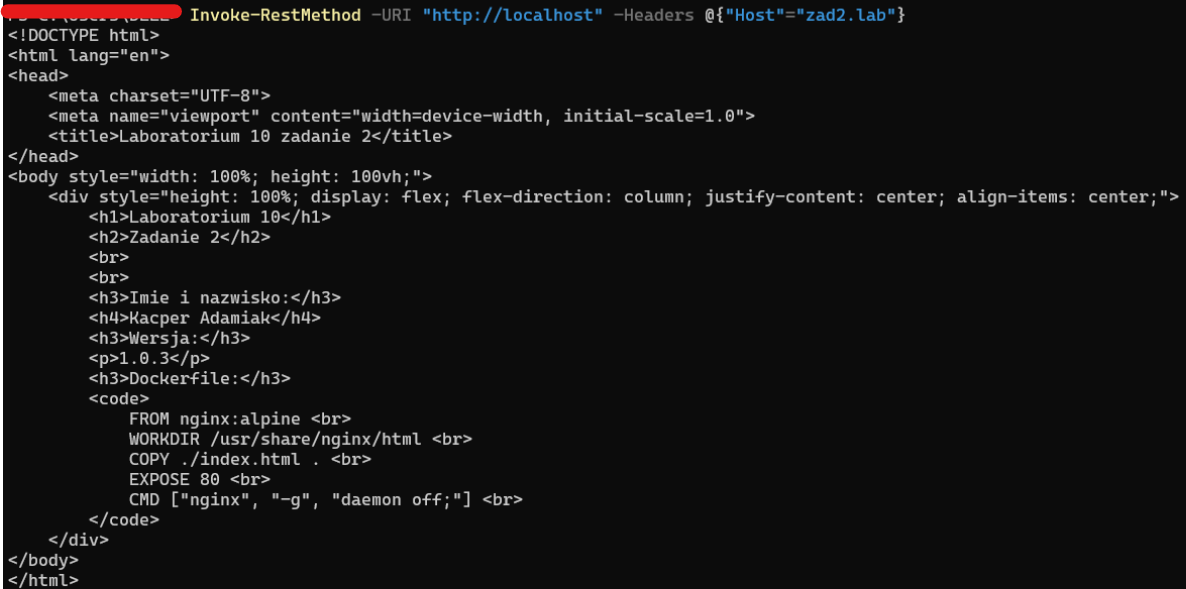 Invoke-RestMethod -URI "http://localhost" -Headers @{"Host"="zad2.lab"}
<!DOCTYPE html>
<html lang="en">
<head>
    <meta charset="UTF-8">
    <meta name="viewport" content="width=device-width, initial-scale=1.0">
    <title>Laboratorium 10 zadanie 2</title>
</head>
<body style="width: 100%; height: 100vh;">
    <div style="height: 100%; display: flex; flex-direction: column; justify-content: center; align-items: center;">
        <h1>Laboratorium 10</h1>
        <h2>Zadanie 2</h2>
        <br>
        <br>
        <h3>Imie i nazwisko:</h3>
        <h4>Kacper Adamiak</h4>
        <h3>Wersja:</h3>
        <p>1.0.3</p>
        <h3>Dockerfile:</h3>
        <code>
            FROM nginx:alpine <br>
            WORKDIR /usr/share/nginx/html <br>
            COPY ./index.html . <br>
            EXPOSE 80 <br>
            CMD ["nginx", "-g", "daemon off;"] <br>
        </code>
    </div>
</body>
</html>